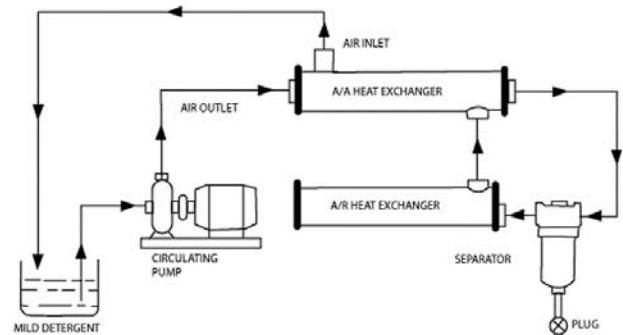 AIR INLET
A/A HEAT EXCHANGER
AIR OUTLET
A/R HEAT EXCHANGER
CIRCULATING
PUMP
SEPARATOR
MILD DETERGENT
PLUG